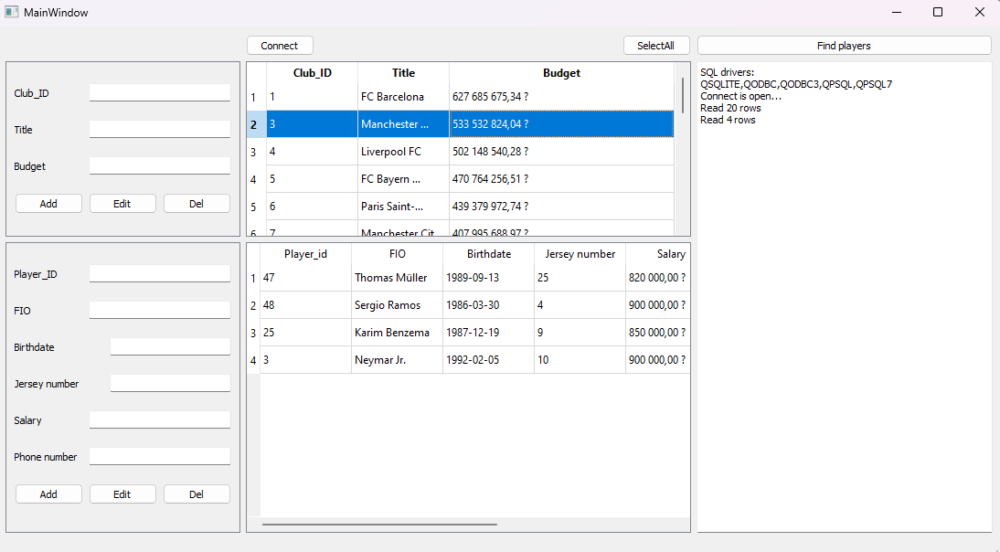 MainWindow
Connect
SelectAll
Find players
Club_ID
Title
Budget
Add Edit Del
Club_ID Title Budget
1 1 FC Barcelona 627 685 675,34 ?
2 3 Manchester ... 533 532 824,04 ?
3 4 Liverpool FC 502 148 540,28 ?
4 5 FC Bayern ... 470 764 256,51 ?
5 6 Paris Saint-... 439 379 972,74 ?
6 7 Manchester Cit 407 995 688,97 ?
SQL drivers:
QSQLITE,QODBC,QODBC3,QPSQL,QPSQL7
Connect is open...
Read 20 rows
Read 4 rows
Player_ID
FIO
Birthdate
Jersey number
Salary
Phone number
Add Edit Del
Player_id FIO Birthdate Jersey number Salary
1 47 Thomas Müller 1989-09-13 25 820 000,00 ?
2 48 Sergio Ramos 1986-03-30 4 900 000,00 ?
3 25 Karim Benzema 1987-12-19 9 850 000,00 ?
4 3 Neymar Jr. 1992-02-05 10 900 000,00 ?